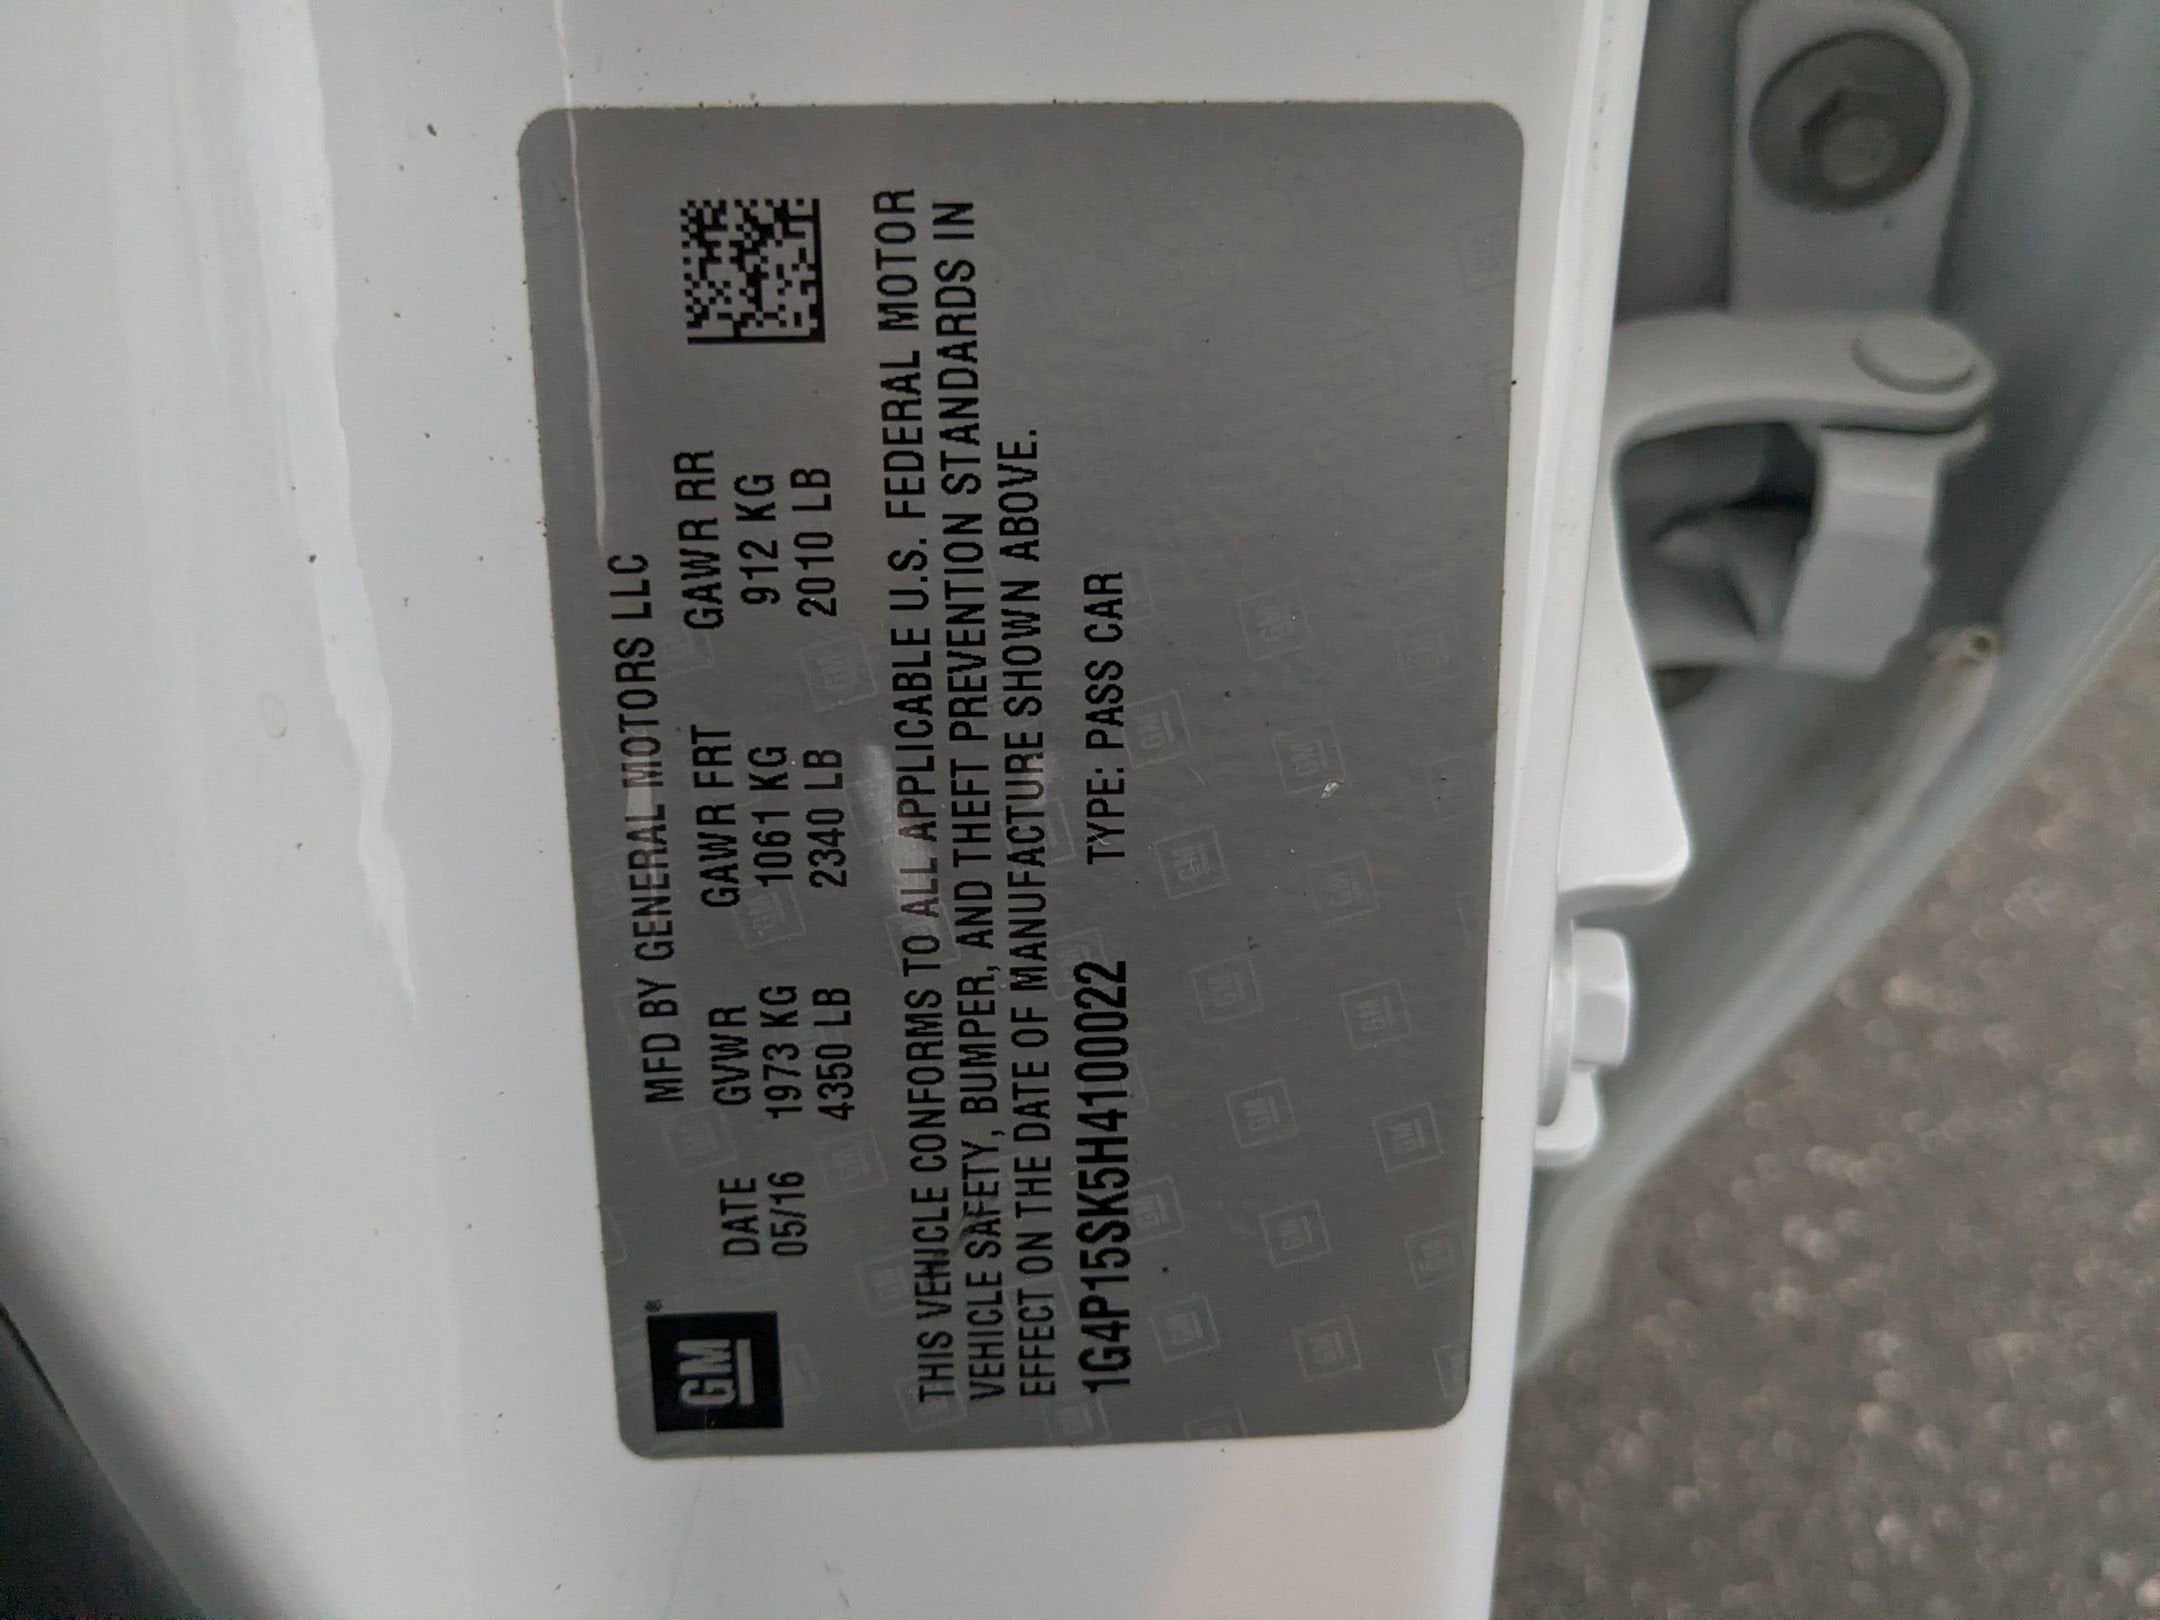 GM®
MFD BY GENERAL MOTORS LLC
DATE GVWR GAWR FRT GAWR RR
05/16 1973 KG 1061 KG 912 KG
4350 LB 2340 LB 2010 LB
THIS VEHICLE CONFORMS TO ALL APPLICABLE U.S. FEDERAL MOTOR
VEHICLE SAFETY, BUMPER, AND THEFT PREVENTION STANDARDS IN
EFFECT ON THE DATE OF MANUFACTURE SHOWN ABOVE.
1G4P15SK5H4100022 TYPE: PASS CAR